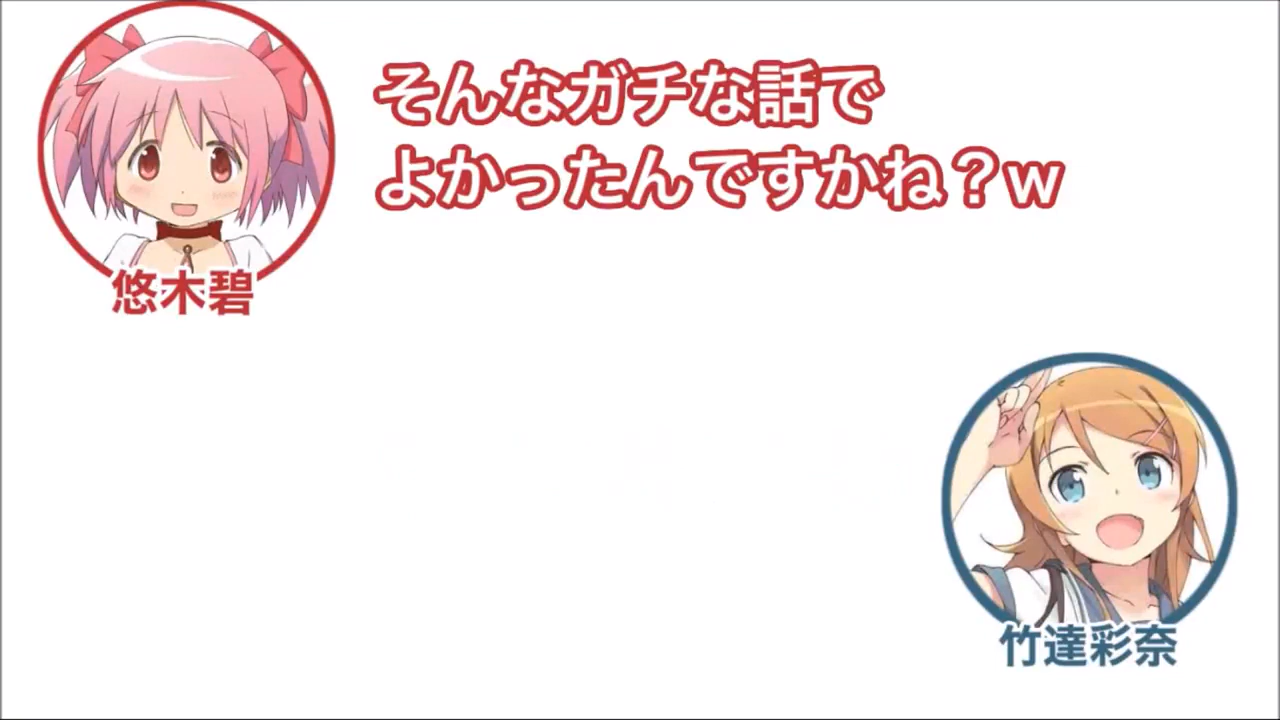 そんなガチな話で
よかったんですかね？w
悠木碧
竹達彩奈